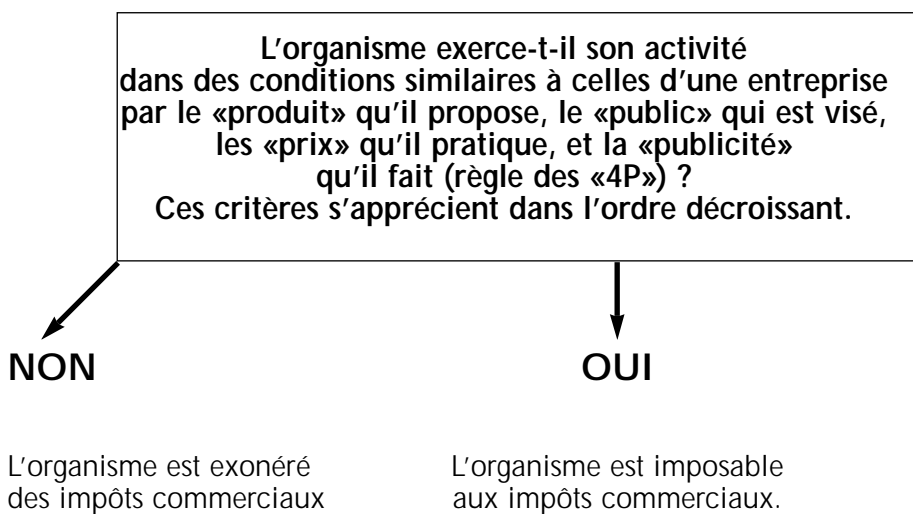 L'organisme exerce-t-il son activité
dans des conditions similaires à celles d'une entreprise
par le «produit» qu'il propose, le «public» qui est visé,
les «prix» qu'il pratique, et la «publicité»
qu'il fait (règle des «4P») ?
Ces critères s'apprécient dans l'ordre décroissant.
NON
OUI
L'organisme est exonéré
des impôts commerciaux
L'organisme est imposable
aux impôts commerciaux.